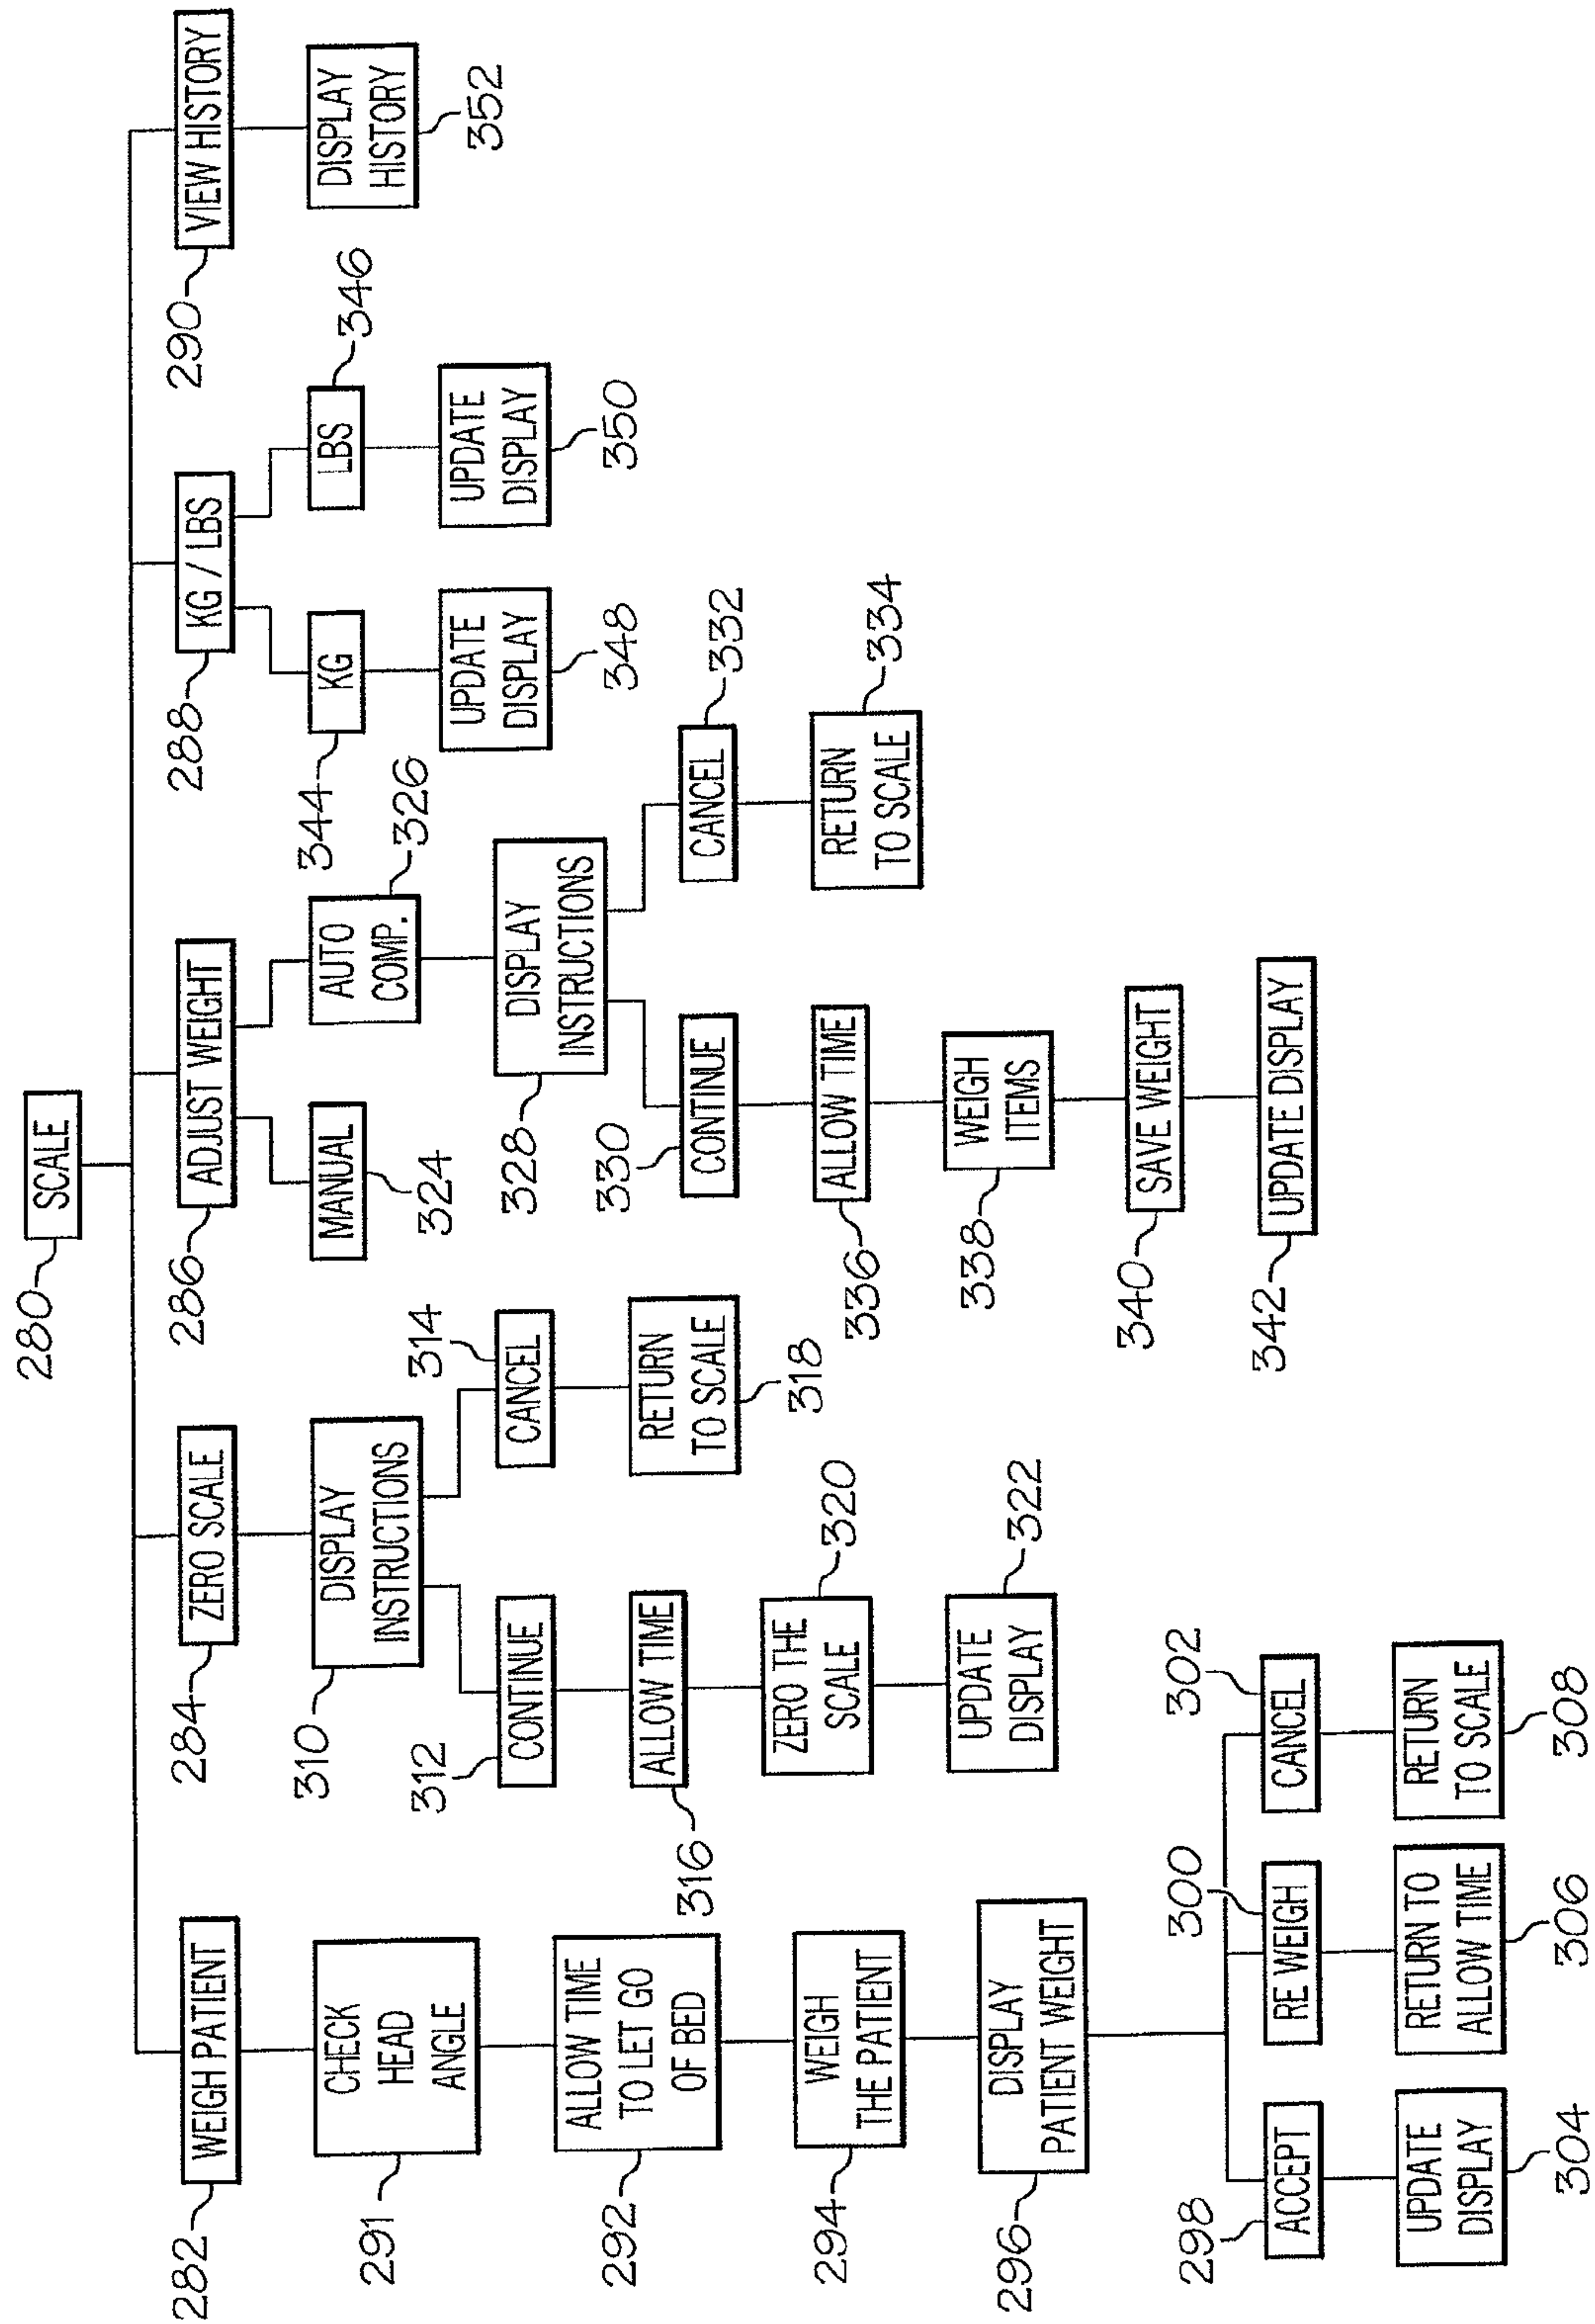 280
SCALE
282
WEIGH PATIENT
284
ZERO SCALE
286
ADJUST WEIGHT
288
KG / LBS
290
VIEW HISTORY
291
CHECK
HEAD
ANGLE
292
ALLOW TIME
TO LET GO
OF BED
294
WEIGH
THE PATIENT
296
DISPLAY
PATIENT WEIGHT
298
ACCEPT
300
RE WEIGH
302
CANCEL
UPDATE
DISPLAY
304
RETURN TO
ALLOW TIME
306
RETURN
TO SCALE
308
310
DISPLAY
INSTRUCTIONS
312
CONTINUE
314
CANCEL
316
ALLOW TIME
RETURN
TO SCALE
318
ZERO THE
SCALE
320
UPDATE
DISPLAY
322
MANUAL
324
AUTO
COMP.
326
328
DISPLAY
INSTRUCTIONS
330
CONTINUE
CANCEL
332
336
ALLOW TIME
RETURN
TO SCALE
334
338
WEIGH
ITEMS
340
SAVE WEIGHT
342
UPDATE DISPLAY
344
KG
LBS
346
UPDATE
DISPLAY
348
UPDATE
DISPLAY
350
DISPLAY
HISTORY
352